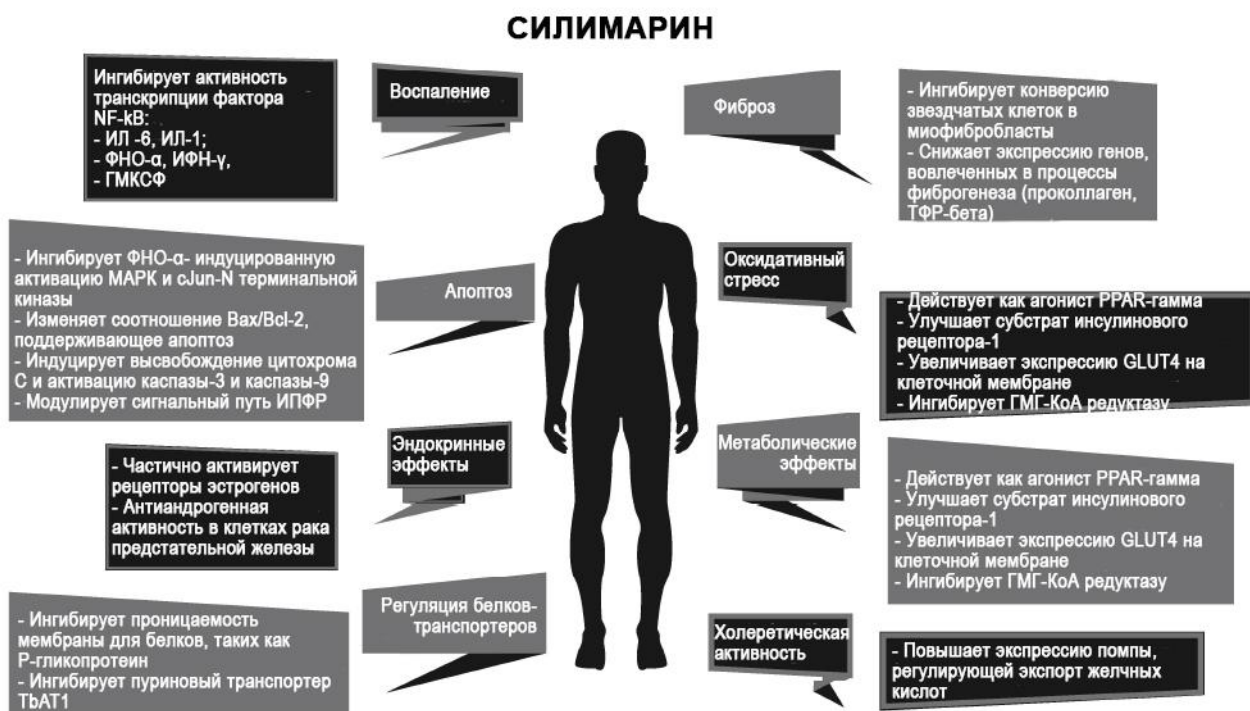 СИЛИМАРИН
Ингибирует активность
транскрипции фактора
NF-kB:
- ИЛ -6, ИЛ-1;
- ФНО-α, ИФН-γ,
- ГМКСФ
Воспаление
Фиброз
- Ингибирует конверсию
звездчатых клеток в
миофибробласты
- Снижает экспрессию генов,
вовлеченных в процессы
фиброгенеза (проколлаген,
ТФР-бета)
- Ингибирует ФНО-α- индуцированную
активацию МАРК и cJun-N терминальной
киназы
- Изменяет соотношение Bax/Bcl-2,
поддерживающее апоптоз
- Индуцирует высвобождение цитохрома
С и активацию каспазы-3 и каспазы-9
- Модулирует сигнальный путь ИПФР
Апоптоз
Оксидативный
стресс
- Действует как агонист PPAR-гамма
- Улучшает субстрат инсулинового
рецептора-1
- Увеличивает экспрессию GLUT4 на
клеточной мембране
- Ингибирует ГМГ-КоА редуктазу
- Частично активирует
рецепторы эстрогенов
- Антиандрогенная
активность в клетках рака
предстательной железы
Эндокринные
эффекты
Метаболические
эффекты
- Действует как агонист PPAR-гамма
- Улучшает субстрат инсулинового
рецептора-1
- Увеличивает экспрессию GLUT4 на
клеточной мембране
- Ингибирует ГМГ-КоА редуктазу
- Ингибирует проницаемость
мембраны для белков, таких как
Р-гликопротеин
- Ингибирует пуриновый транспортер
TbAT1
Регуляция белков-
транспортеров
Холеретическая
активность
- Повышает экспрессию помпы,
регулирующей экспорт желчных
кислот